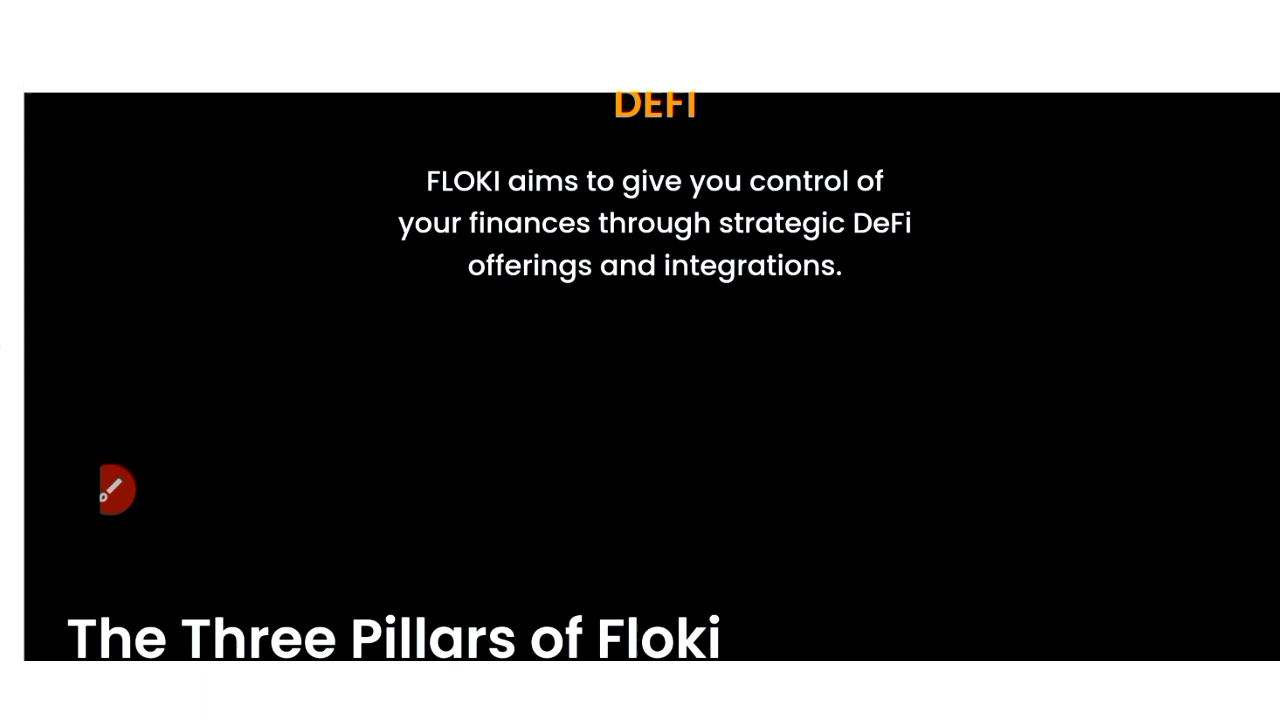 DEFI
FLOKI aims to give you control of
your finances through strategic DeFi
offerings and integrations.
The Three Pillars of Floki